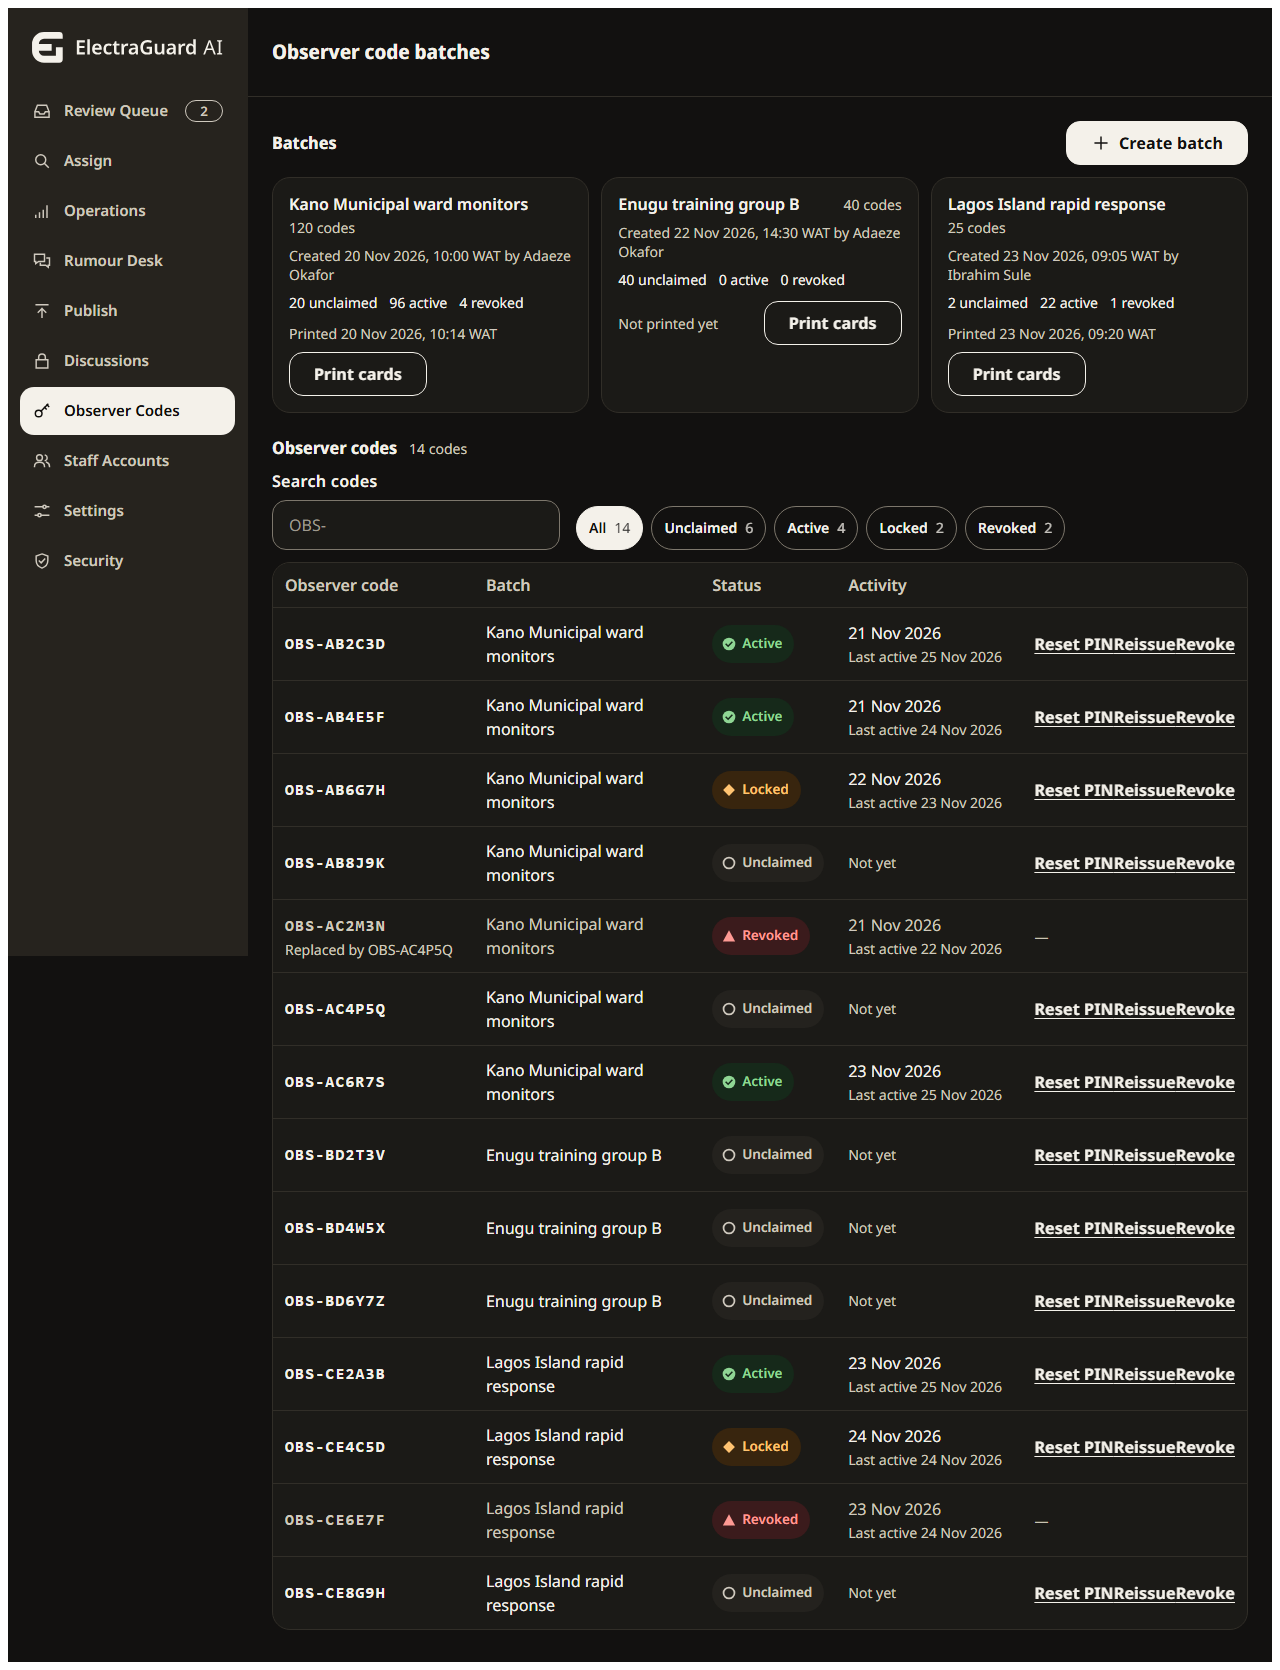 ElectraGuard AI
Review Queue 2
Assign
Operations
Rumour Desk
Publish
Discussions
Observer Codes
Staff Accounts
Settings
Security
Observer code batches
Batches
Create batch
Kano Municipal ward monitors
120 codes
Created 20 Nov 2026, 10:00 WAT by Adaeze
Okafor
20 unclaimed 96 active 4 revoked
Printed 20 Nov 2026, 10:14 WAT
Print cards
Enugu training group B 40 codes
Created 22 Nov 2026, 14:30 WAT by Adaeze
Okafor
40 unclaimed 0 active 0 revoked
Not printed yet Print cards
Lagos Island rapid response
25 codes
Created 23 Nov 2026, 09:05 WAT by
Ibrahim Sule
2 unclaimed 22 active 1 revoked
Printed 23 Nov 2026, 09:20 WAT
Print cards
Observer codes 14 codes
Search codes
OBS-
All 14 Unclaimed 6 Active 4 Locked 2 Revoked 2
Observer code Batch Status Activity
OBS-AB2C3D Kano Municipal ward
monitors Active 21 Nov 2026
Last active 25 Nov 2026 Reset PINReissueRevoke
OBS-AB4E5F Kano Municipal ward
monitors Active 21 Nov 2026
Last active 24 Nov 2026 Reset PINReissueRevoke
OBS-AB6G7H Kano Municipal ward
monitors Locked 22 Nov 2026
Last active 23 Nov 2026 Reset PINReissueRevoke
OBS-AB8J9K Kano Municipal ward
monitors Unclaimed Not yet Reset PINReissueRevoke
OBS-AC2M3N
Replaced by OBS-AC4P5Q Kano Municipal ward
monitors Revoked 21 Nov 2026
Last active 22 Nov 2026 —
OBS-AC4P5Q Kano Municipal ward
monitors Unclaimed Not yet Reset PINReissueRevoke
OBS-AC6R7S Kano Municipal ward
monitors Active 23 Nov 2026
Last active 25 Nov 2026 Reset PINReissueRevoke
OBS-BD2T3V Enugu training group B Unclaimed Not yet Reset PINReissueRevoke
OBS-BD4W5X Enugu training group B Unclaimed Not yet Reset PINReissueRevoke
OBS-BD6Y7Z Enugu training group B Unclaimed Not yet Reset PINReissueRevoke
OBS-CE2A3B Lagos Island rapid
response Active 23 Nov 2026
Last active 25 Nov 2026 Reset PINReissueRevoke
OBS-CE4C5D Lagos Island rapid
response Locked 24 Nov 2026
Last active 24 Nov 2026 Reset PINReissueRevoke
OBS-CE6E7F Lagos Island rapid
response Revoked 23 Nov 2026
Last active 24 Nov 2026 —
OBS-CE8G9H Lagos Island rapid
response Unclaimed Not yet Reset PINReissueRevoke